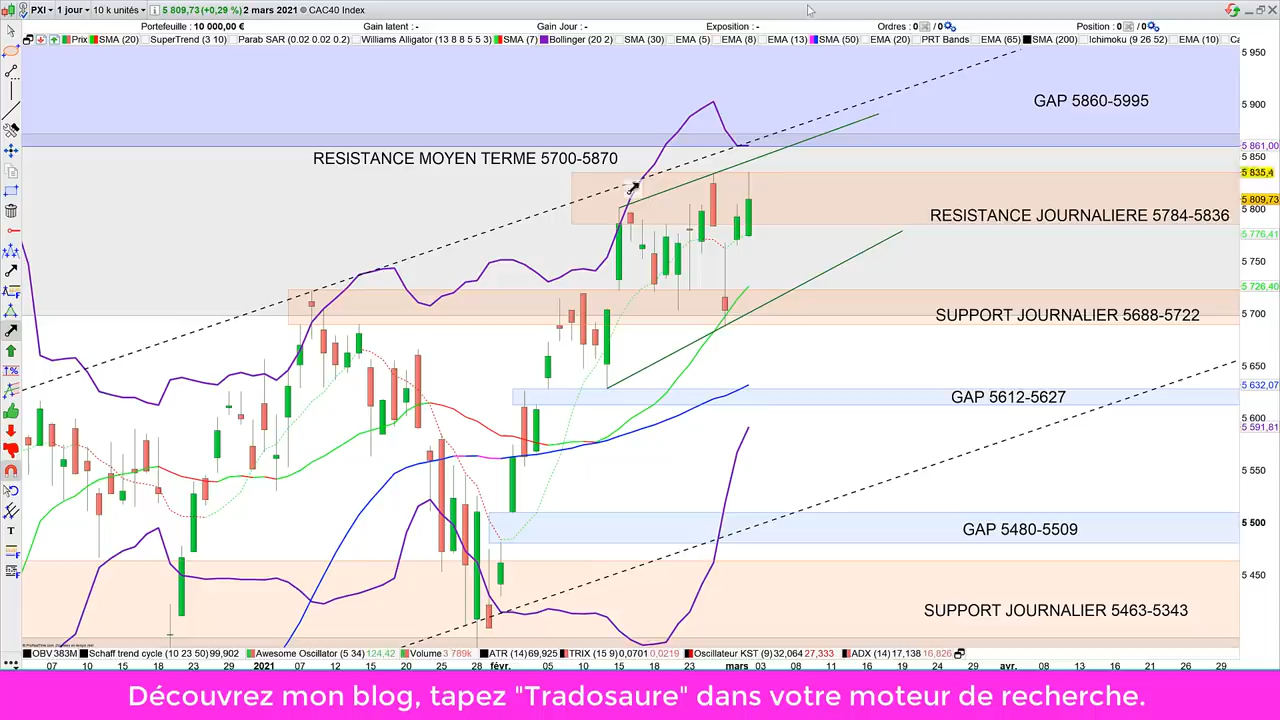 PXI 1 jour 10 k unités 5 809,73 (+0,29 %) 2 mars 2021 CAC40 Index
Portefeuille : 10 000,00 € Gain latent : - Gain Jour : - Exposition : - Ordres : 0 / 0 Position : 0 / 0
Prix SMA (20) SuperTrend (3 10) Parab SAR (0.02 0.02 0.2) Williams Alligator (13 8 8 5 5 3) SMA (7) Bollinger (20 2) SMA (30) EMA (5) EMA (8) EMA (13) SMA (50) EMA (20) PRT Bands EMA (65) SMA (200) Ichimoku (9 26 52) EMA (10) Ca
5 950
GAP 5860-5995
5 900
5 861,00
RESISTANCE MOYEN TERME 5700-5870
5 850
5 835,4
5 809,73
5 800
RESISTANCE JOURNALIERE 5784-5836
5 776,41
5 750
5 726,40
SUPPORT JOURNALIER 5688-5722
5 700
5 650
5 632,07
GAP 5612-5627
5 600
5 591,81
5 550
GAP 5480-5509
5 500
5 450
SUPPORT JOURNALIER 5463-5343
OBV 383M Schaff trend cycle (10 23 50) 99,902 Awesome Oscillator (5 34) 124,42 Volume 3 789k ATR (14) 69,925 TRIX (15 9) 0,0701 0,0219 Oscillateur KST (9) 32,064 27,333 ADX (14) 17,138 16,826
07 10 15 18 23 29 2021 07 12 15 20 25 28 févr. 05 10 15 18 23 mars 03 08 11 16 19 24 29 avr. 08 13 16 21 26 29
Découvrez mon blog, tapez "Tradosaure" dans votre moteur de recherche.